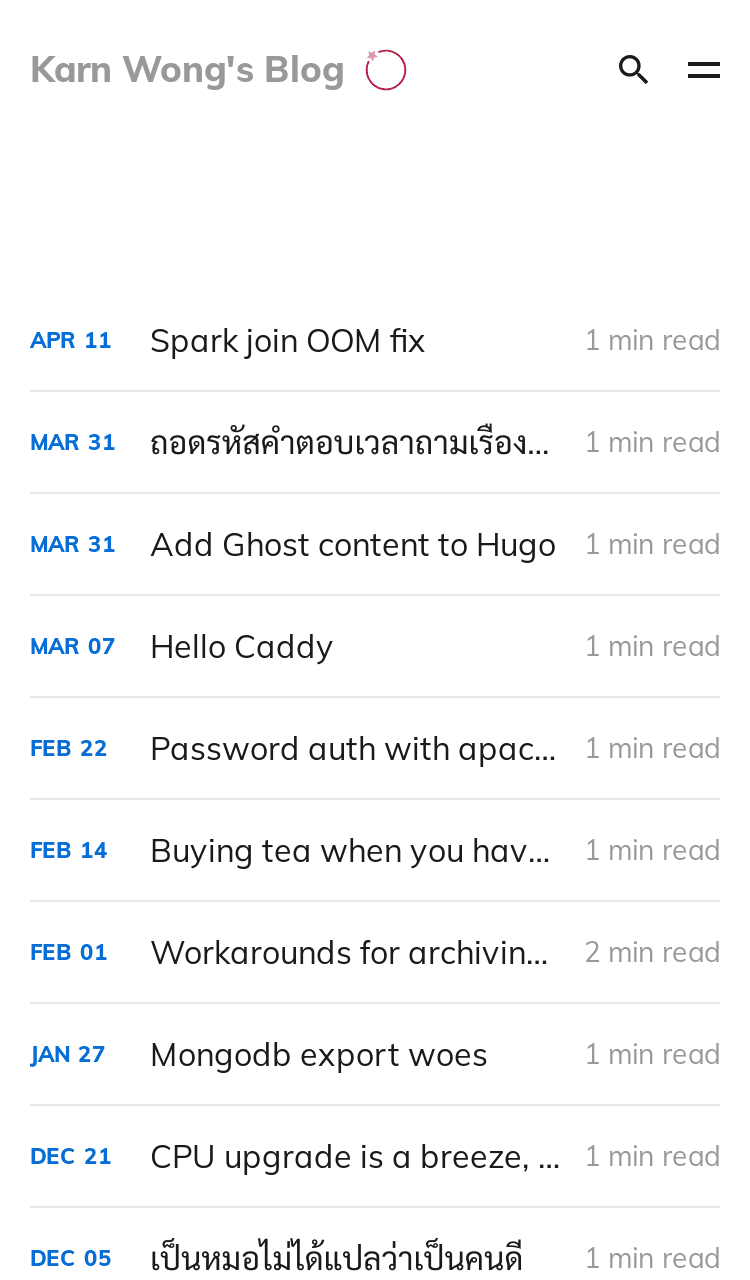 Karn Wong's Blog
APR 11 Spark join OOM fix 1 min read
MAR 31 ถอดรหัสคำตอบเวลาถามเรื่อง... 1 min read
MAR 31 Add Ghost content to Hugo 1 min read
MAR 07 Hello Caddy 1 min read
FEB 22 Password auth with apac... 1 min read
FEB 14 Buying tea when you hav... 1 min read
FEB 01 Workarounds for archivin... 2 min read
JAN 27 Mongodb export woes 1 min read
DEC 21 CPU upgrade is a breeze, ... 1 min read
DEC 05 เป็นหมอไม่ได้แปลว่าเป็นคนดี 1 min read